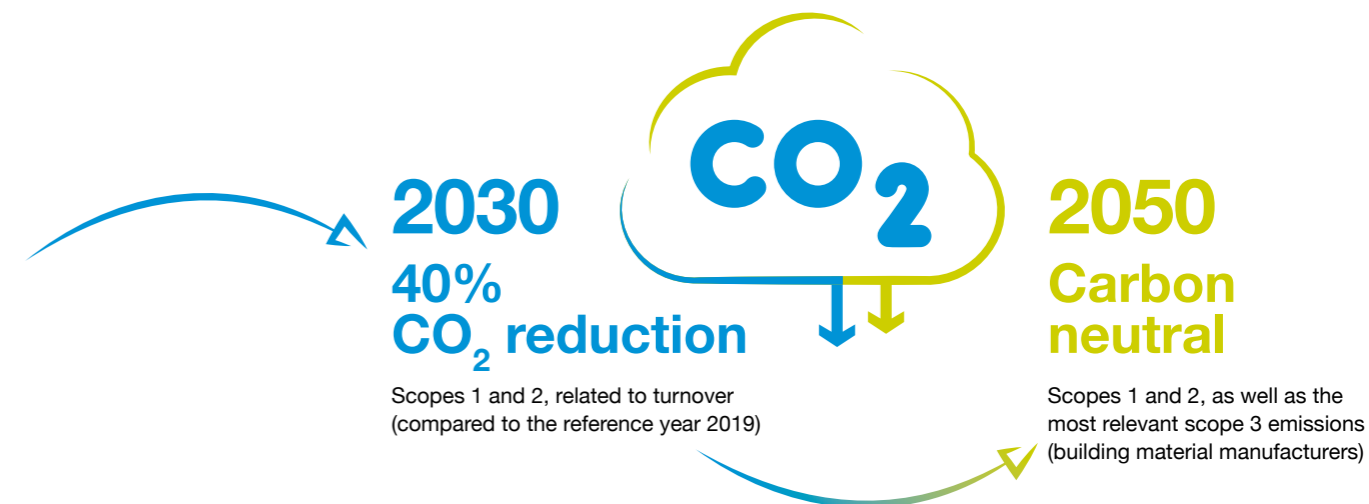 CO2
2030
40%
CO2 reduction
Scopes 1 and 2, related to turnover
(compared to the reference year 2019)
2050
Carbon
neutral
Scopes 1 and 2, as well as the
most relevant scope 3 emissions
(building material manufacturers)